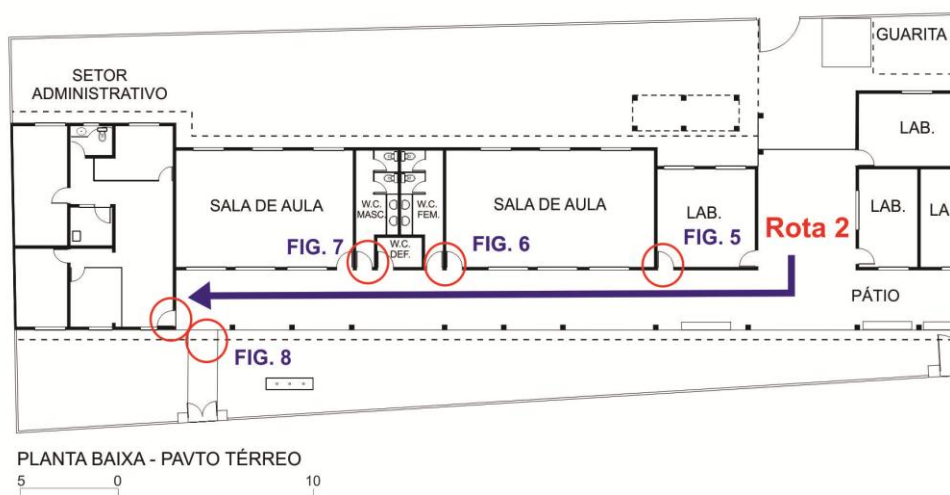 GUARITA
SETOR
ADMINISTRATIVO
LAB.
SALA DE AULA
W.C.
MASC.
W.C.
FEM.
SALA DE AULA
LAB.
Rota 2
LAB.
LA
FIG. 7
W.C.
DEF.
FIG. 6
FIG. 5
PÁTIO
FIG. 8
PLANTA BAIXA - PAVTO TÉRREO
5 0 10